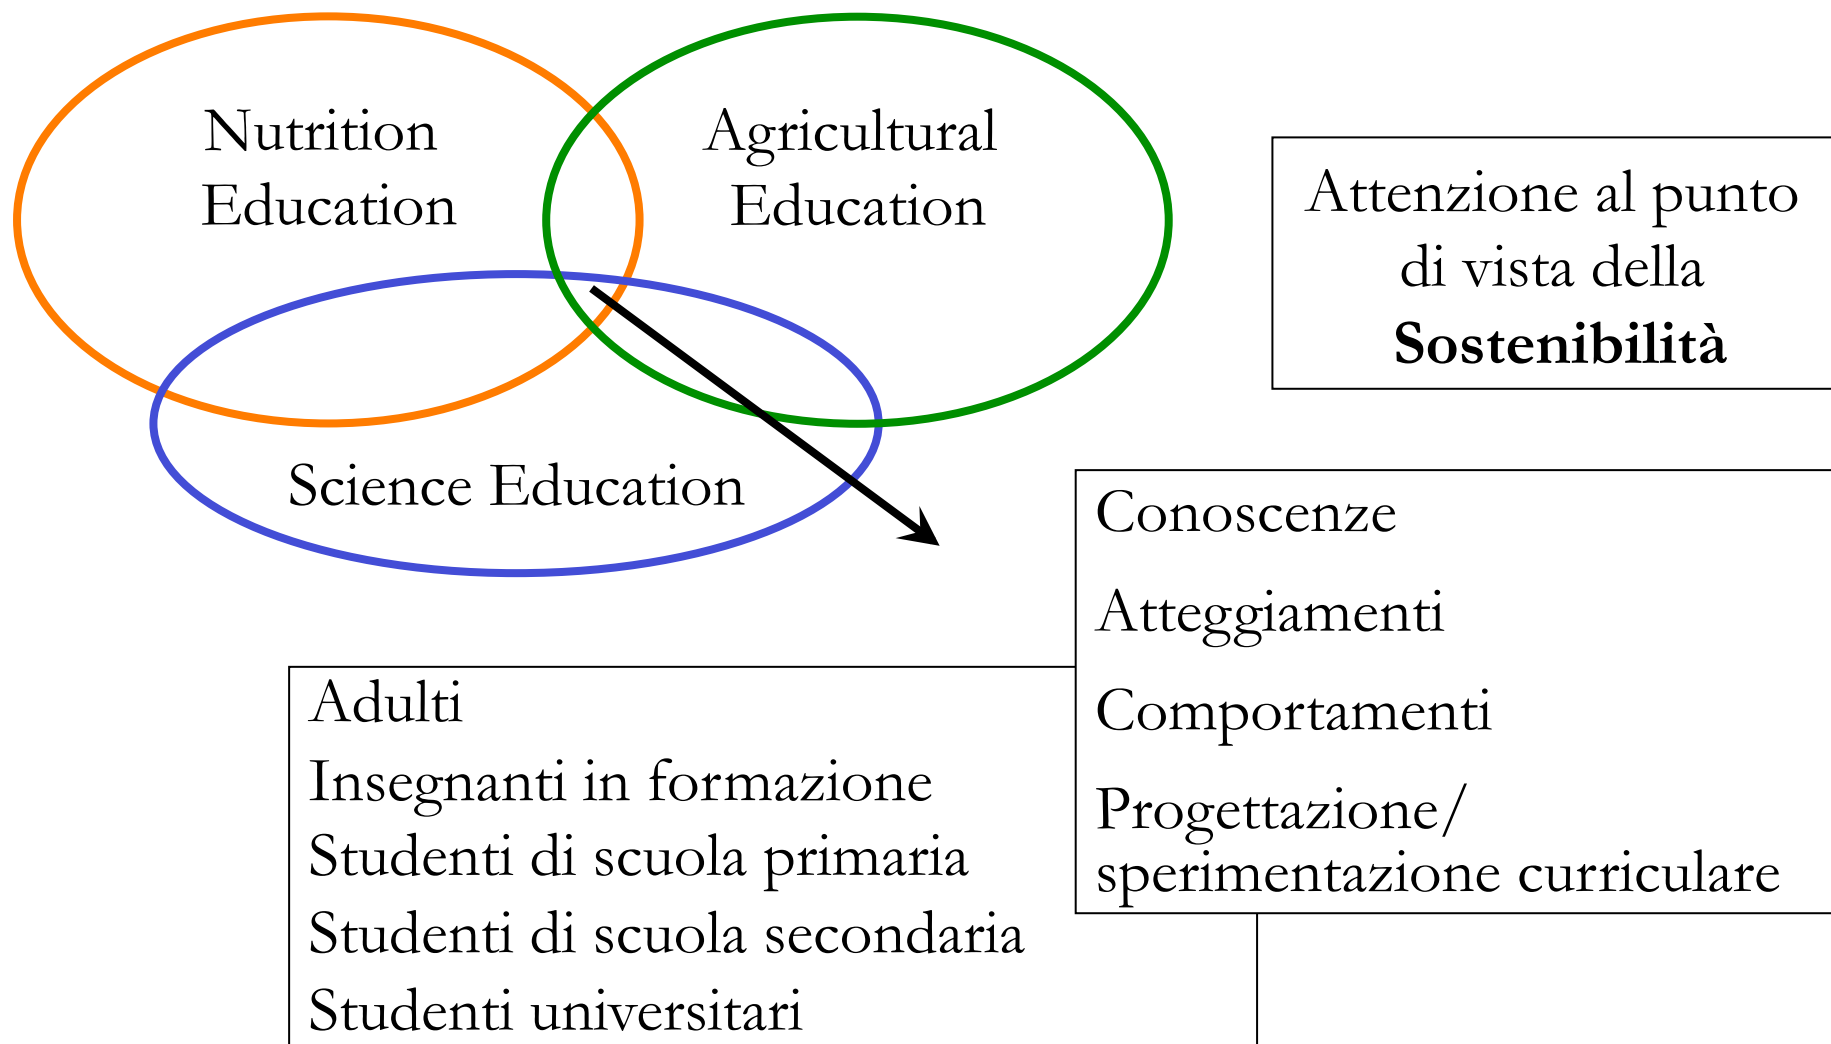 Nutrition
Education
Agricultural
Education
Science Education
Attenzione al punto
di vista della
Sostenibilità
Conoscenze
Atteggiamenti
Comportamenti
Progettazione/
sperimentazione curriculare
Adulti
Insegnanti in formazione
Studenti di scuola primaria
Studenti di scuola secondaria
Studenti universitari